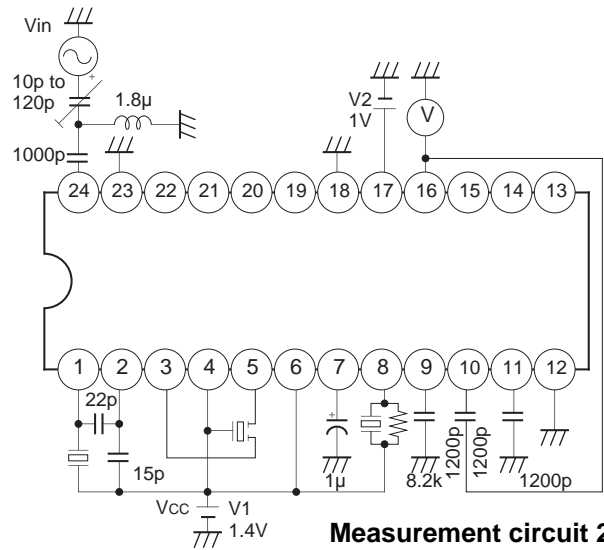 Vin
10p to
120p
+
1.8µ
1000p
V2
1V
V
24 23 22 21 20 19 18 17 16 15 14 13
1 2 3 4 5 6 7 8 9 10 11 12
22p
15p
+
1µ
8.2k
1200p
1200p
1200p
Vcc
V1
1.4V
Measurement circuit 2